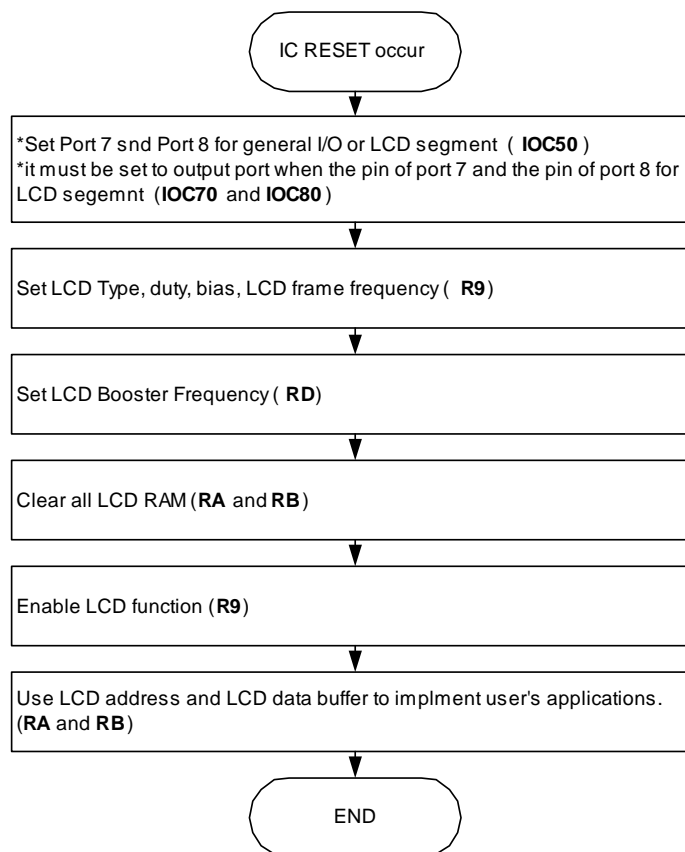 IC RESET occur
*Set Port 7 snd Port 8 for general I/O or LCD segment ( IOC50 )
*it must be set to output port when the pin of port 7 and the pin of port 8 for
LCD segemnt (IOC70 and IOC80 )
Set LCD Type, duty, bias, LCD frame frequency ( R9)
Set LCD Booster Frequency ( RD)
Clear all LCD RAM (RA and RB)
Enable LCD function (R9)
Use LCD address and LCD data buffer to implment user's applications.
(RA and RB)
END